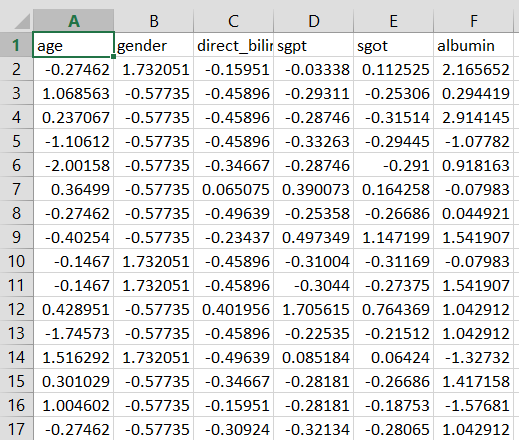 A B C D E F
1 age gender direct_bilir sgpt sgot albumin
2 -0.27462 1.732051 -0.15951 -0.03338 0.112525 2.165652
3 1.068563 -0.57735 -0.45896 -0.29311 -0.25306 0.294419
4 0.237067 -0.57735 -0.45896 -0.28746 -0.31514 2.914145
5 -1.10612 -0.57735 -0.45896 -0.33263 -0.29445 -1.07782
6 -2.00158 -0.57735 -0.34667 -0.28746 -0.291 0.918163
7 0.36499 -0.57735 0.065075 0.390073 0.164258 -0.07983
8 -0.27462 -0.57735 -0.49639 -0.25358 -0.26686 0.044921
9 -0.40254 -0.57735 -0.23437 0.497349 1.147199 1.541907
10 -0.1467 1.732051 -0.45896 -0.31004 -0.31169 -0.07983
11 -0.1467 1.732051 -0.45896 -0.3044 -0.27375 1.541907
12 0.428951 -0.57735 0.401956 1.705615 0.764369 1.042912
13 -1.74573 -0.57735 -0.45896 -0.22535 -0.21512 1.042912
14 1.516292 1.732051 -0.49639 0.085184 0.06424 -1.32732
15 0.301029 -0.57735 -0.34667 -0.28181 -0.26686 1.417158
16 1.004602 -0.57735 -0.15951 -0.28181 -0.18753 -1.57681
17 -0.27462 -0.57735 -0.30924 -0.32134 -0.28065 1.042912